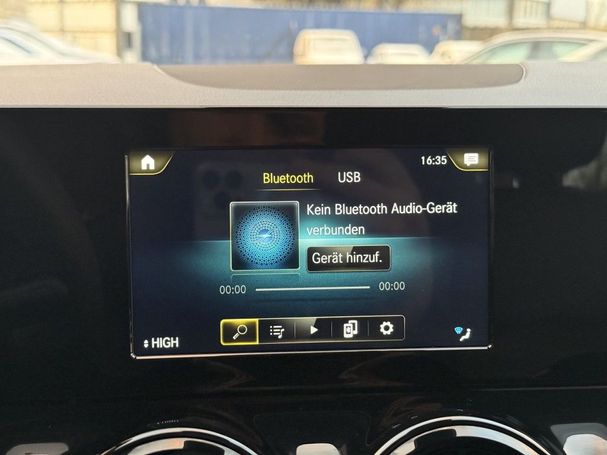 16:35
Bluetooth USB
Kein Bluetooth Audio-Gerät
verbunden
Gerät hinzuf.
00:00 00:00
HIGH